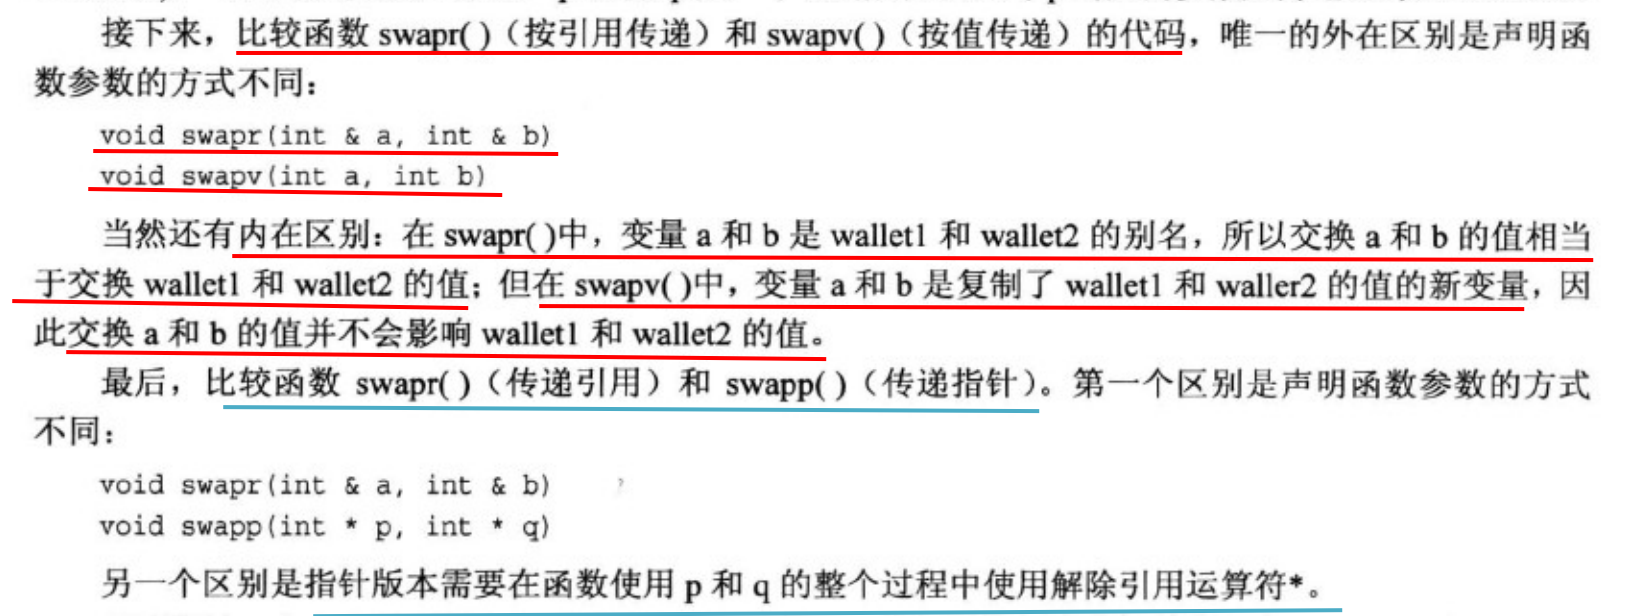 接下来，比较函数 swapr( )（按引用传递）和 swapv( )（按值传递）的代码，唯一的外在区别是声明函
数参数的方式不同：
void swapr(int & a, int & b)
void swapv(int a, int b)
当然还有内在区别：在 swapr( )中，变量 a 和 b 是 wallet1 和 wallet2 的别名，所以交换 a 和 b 的值相当
于交换 wallet1 和 wallet2 的值；但在 swapv( )中，变量 a 和 b 是复制了 wallet1 和 waller2 的值的新变量，因
此交换 a 和 b 的值并不会影响 wallet1 和 wallet2 的值。
最后，比较函数 swapr( )（传递引用）和 swapp( )（传递指针）。第一个区别是声明函数参数的方式
不同：
void swapr(int & a, int & b)
void swapp(int * p, int * q)
另一个区别是指针版本需要在函数使用 p 和 q 的整个过程中使用解除引用运算符*。